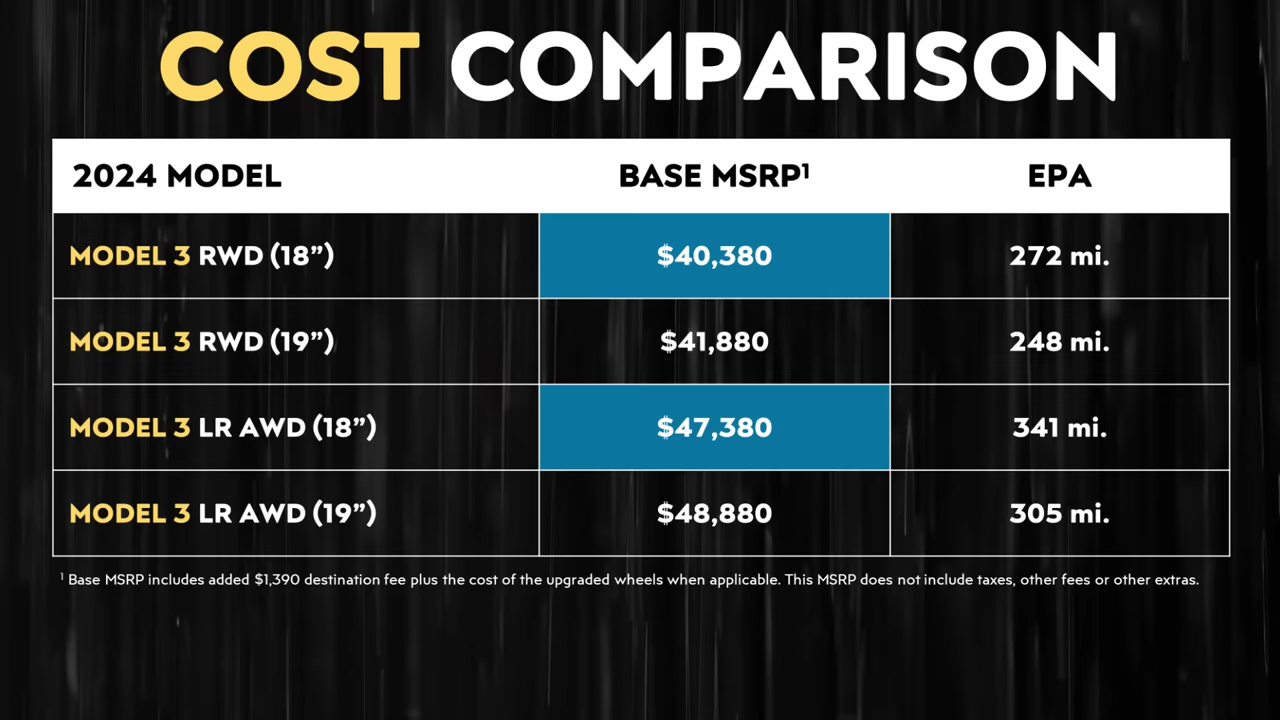 COST COMPARISON
2024 MODEL BASE MSRP¹ EPA
MODEL 3 RWD (18”) $40,380 272 mi.
MODEL 3 RWD (19”) $41,880 248 mi.
MODEL 3 LR AWD (18”) $47,380 341 mi.
MODEL 3 LR AWD (19”) $48,880 305 mi.
¹ Base MSRP includes added $1,390 destination fee plus the cost of the upgraded wheels when applicable. This MSRP does not include taxes, other fees or other extras.